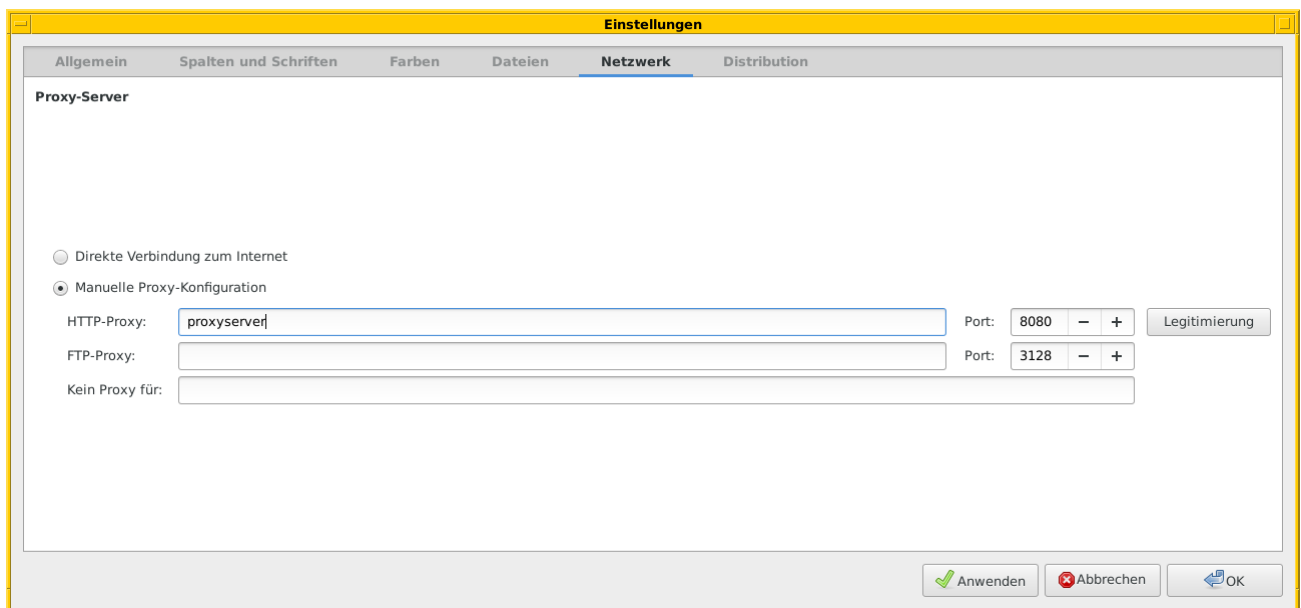 Einstellungen
Allgemein Spalten und Schriften Farben Dateien Netzwerk Distribution
Proxy-Server
Direkte Verbindung zum Internet
Manuelle Proxy-Konfiguration
HTTP-Proxy: proxyserver Port: 8080 − + Legitimierung
FTP-Proxy: Port: 3128 − +
Kein Proxy für:
Anwenden Abbrechen OK